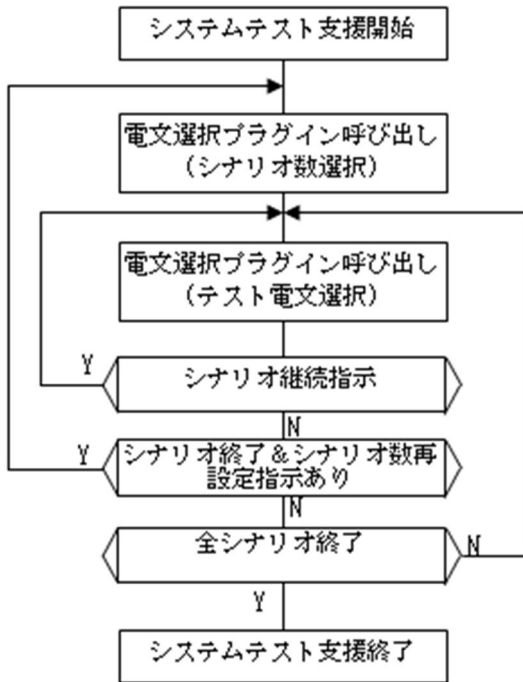 システムテスト支援開始
電文選択プラグイン呼び出し
(シナリオ数選択)
電文選択プラグイン呼び出し
(テスト電文選択)
Y
シナリオ継続指示
N
Y
シナリオ終了&シナリオ数再
設定指示あり
N
全シナリオ終了
N
Y
システムテスト支援終了